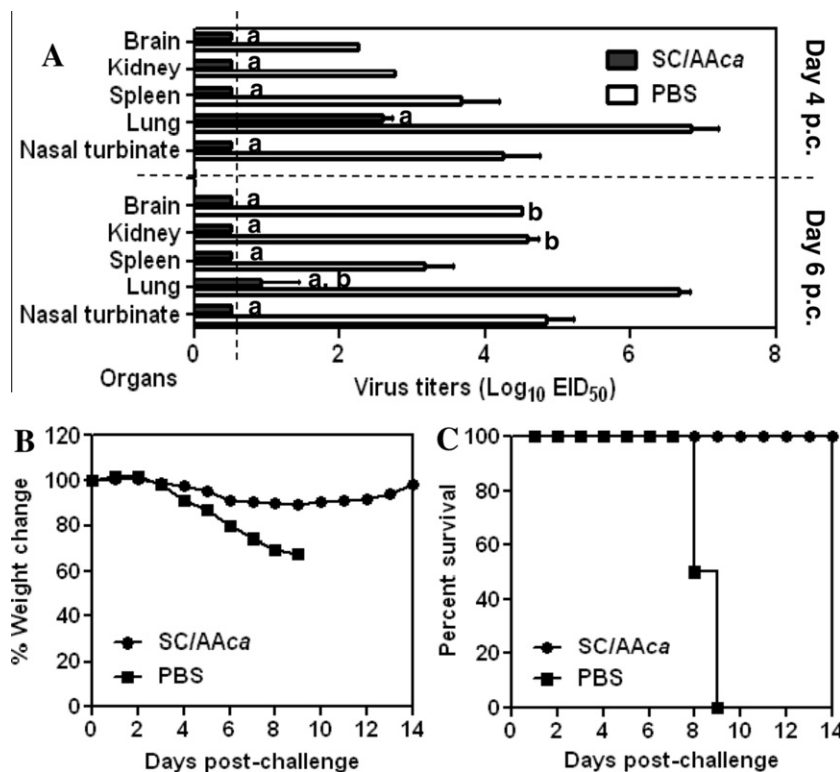 A
Brain a
Kidney a
Spleen a
Lung a
Nasal turbinate a
SC/AAca
PBS
Day 4 p.c.
Brain a b
Kidney a b
Spleen a
Lung a, b
Nasal turbinate a
Day 6 p.c.
0 2 4 6 8
Organs Virus titers (Log10 EID50)
B
120
100
80
60
40
20
0
% Weight change
SC/AAca
PBS
0 2 4 6 8 10 12 14
Days post-challenge
C
100
80
60
40
20
0
Percent survival
SC/AAca
PBS
0 2 4 6 8 10 12 14
Days post-challenge